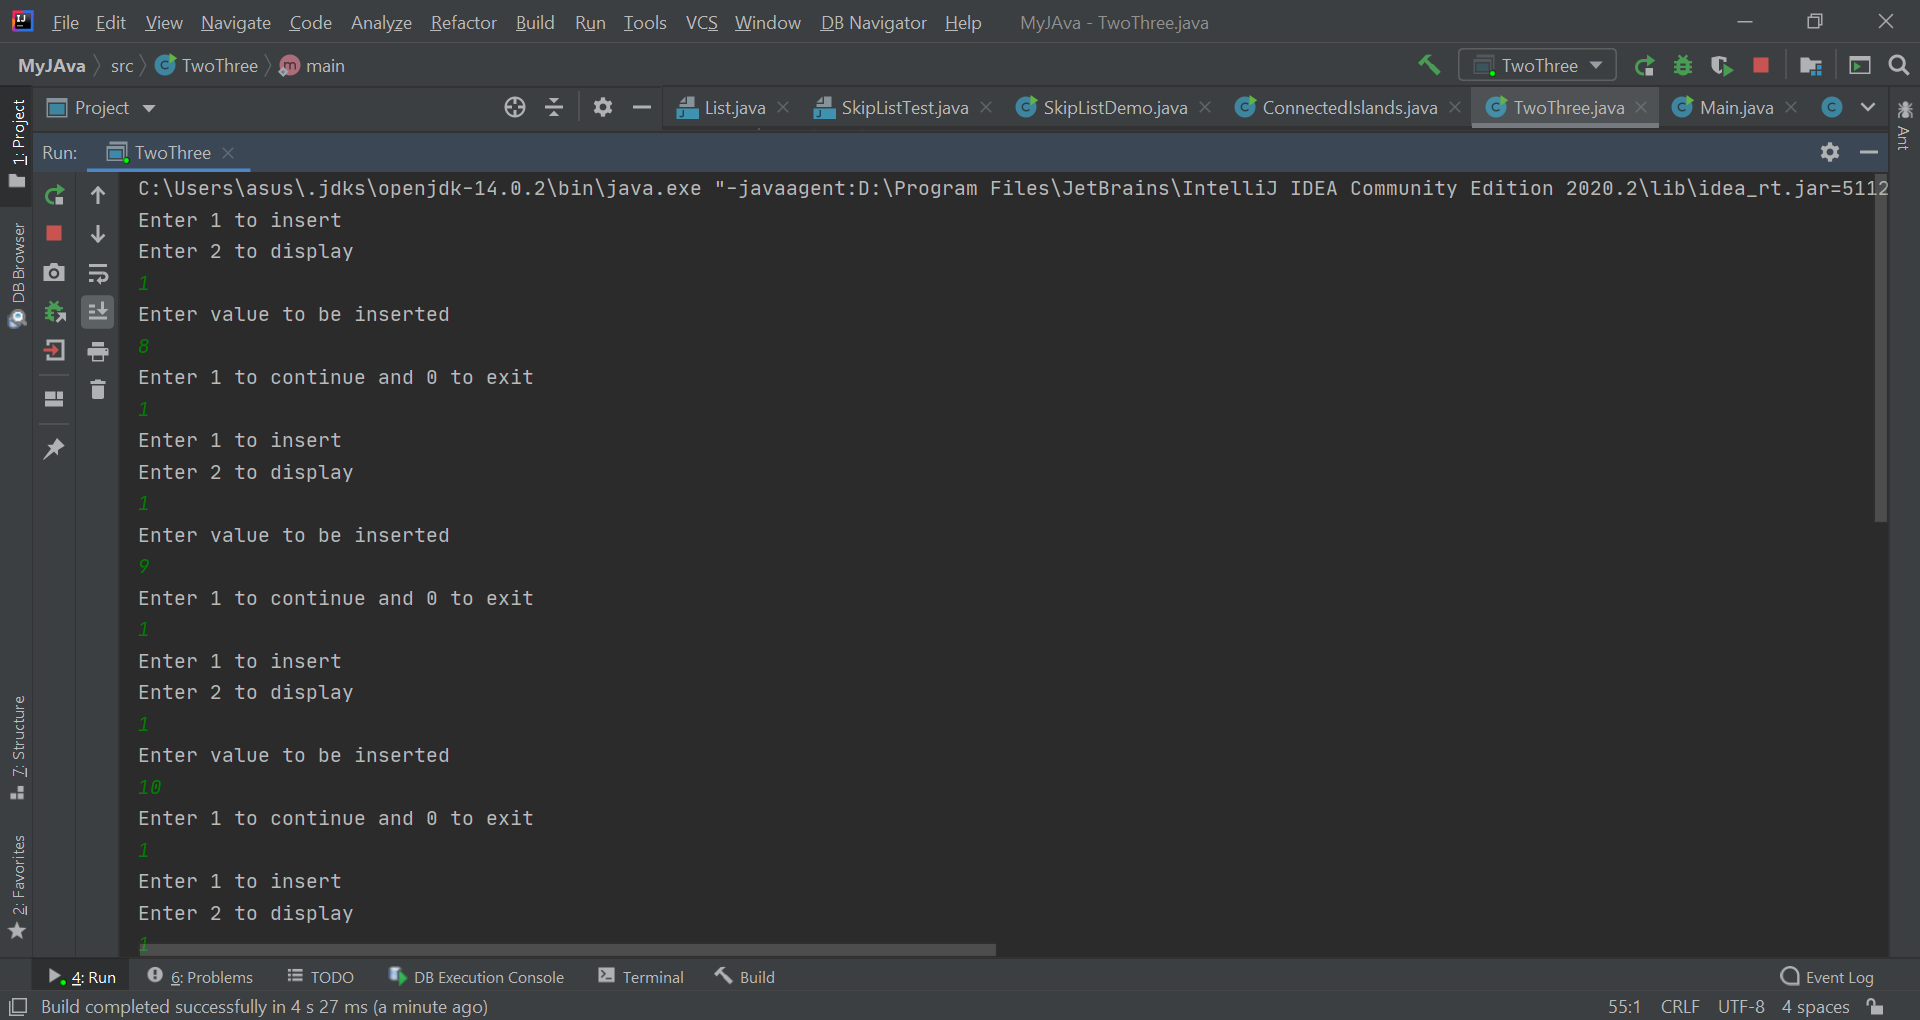 File Edit View Navigate Code Analyze Refactor Build Run Tools VCS Window DB Navigator Help MyJAva - TwoThree.java
MyJAva src TwoThree main TwoThree
Project List.java SkipListTest.java SkipListDemo.java ConnectedIslands.java TwoThree.java Main.java
Run: TwoThree
1: Project
DB Browser
7: Structure
2: Favorites
Ant
C:\Users\asus\.jdks\openjdk-14.0.2\bin\java.exe "-javaagent:D:\Program Files\JetBrains\IntelliJ IDEA Community Edition 2020.2\lib\idea_rt.jar=5112
Enter 1 to insert
Enter 2 to display
1
Enter value to be inserted
8
Enter 1 to continue and 0 to exit
1
Enter 1 to insert
Enter 2 to display
1
Enter value to be inserted
9
Enter 1 to continue and 0 to exit
1
Enter 1 to insert
Enter 2 to display
1
Enter value to be inserted
10
Enter 1 to continue and 0 to exit
1
Enter 1 to insert
Enter 2 to display
1
4: Run 6: Problems TODO DB Execution Console Terminal Build Event Log
Build completed successfully in 4 s 27 ms (a minute ago) 55:1 CRLF UTF-8 4 spaces